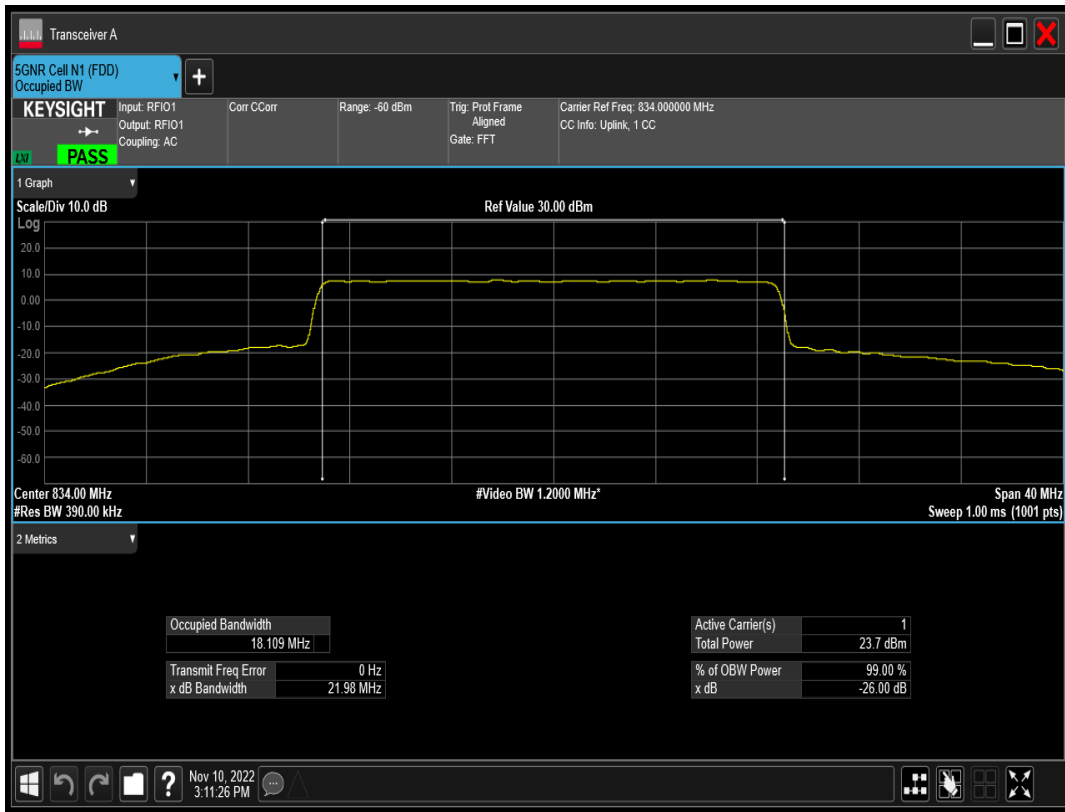 Transceiver A
5GNR Cell N1 (FDD)
Occupied BW
+
KEYSIGHT
LXI
PASS
Input: RFIO1
Output: RFIO1
Coupling: AC
Corr CCorr
Range: -60 dBm
Trig: Prot Frame
Aligned
Gate: FFT
Carrier Ref Freq: 834.000000 MHz
CC Info: Uplink, 1 CC
1 Graph
Scale/Div 10.0 dB
Ref Value 30.00 dBm
Log
20.0
10.0
0.00
-10.0
-20.0
-30.0
-40.0
-50.0
-60.0
Center 834.00 MHz
#Video BW 1.2000 MHz*
Span 40 MHz
#Res BW 390.00 kHz
Sweep 1.00 ms (1001 pts)
2 Metrics
Occupied Bandwidth
18.109 MHz
Transmit Freq Error 0 Hz
x dB Bandwidth 21.98 MHz
Active Carrier(s) 1
Total Power 23.7 dBm
% of OBW Power 99.00 %
x dB -26.00 dB
?
Nov 10, 2022
3:11:26 PM